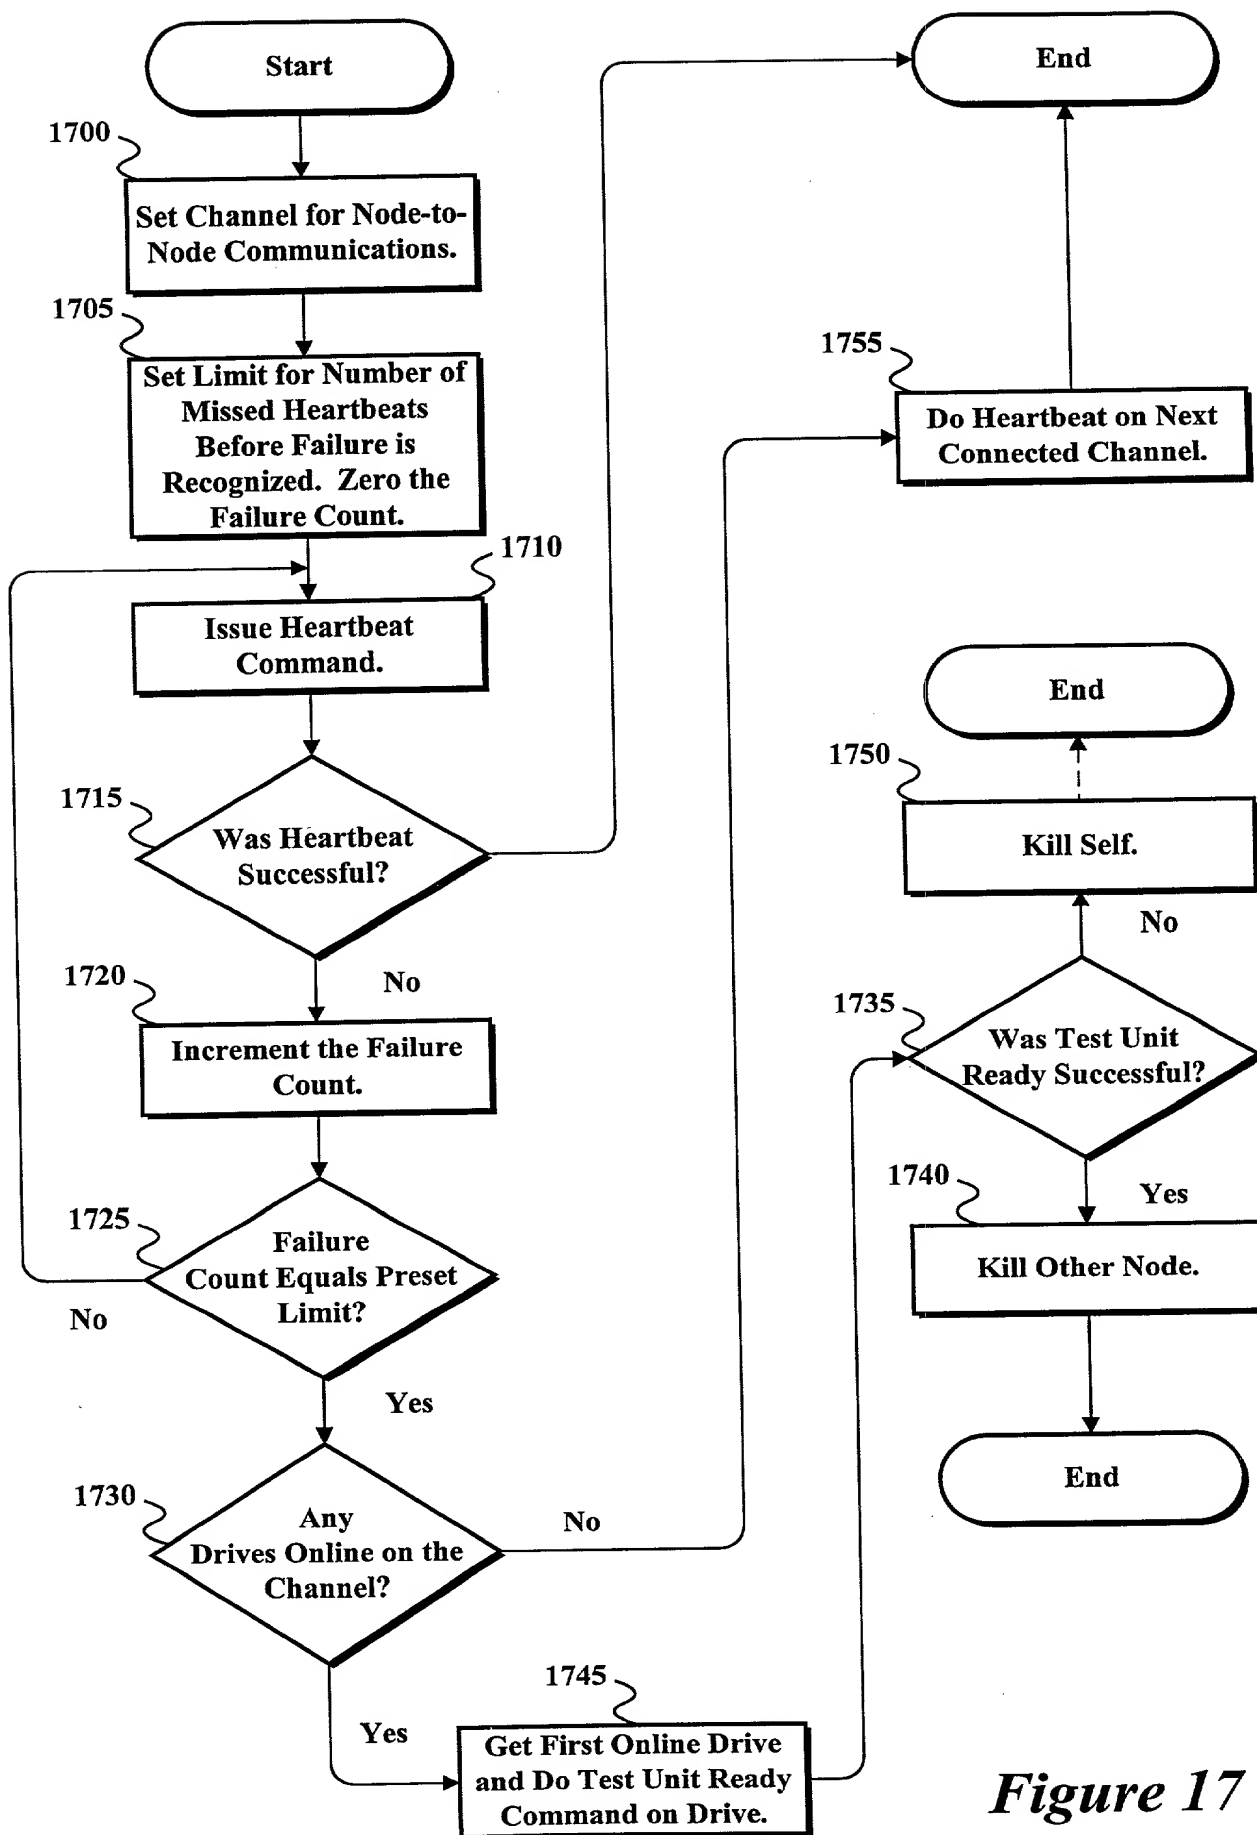 Start
End
1700
Set Channel for Node-to-
Node Communications.
1705
Set Limit for Number of
Missed Heartbeats
Before Failure is
Recognized. Zero the
Failure Count.
1755
Do Heartbeat on Next
Connected Channel.
1710
Issue Heartbeat
Command.
1715
Was Heartbeat
Successful?
No
1720
Increment the Failure
Count.
1725
Failure
Count Equals Preset
Limit?
No
Yes
1730
Any
Drives Online on the
Channel?
No
Yes
1745
Get First Online Drive
and Do Test Unit Ready
Command on Drive.
End
1750
Kill Self.
No
1735
Was Test Unit
Ready Successful?
1740
Yes
Kill Other Node.
End
Figure 17